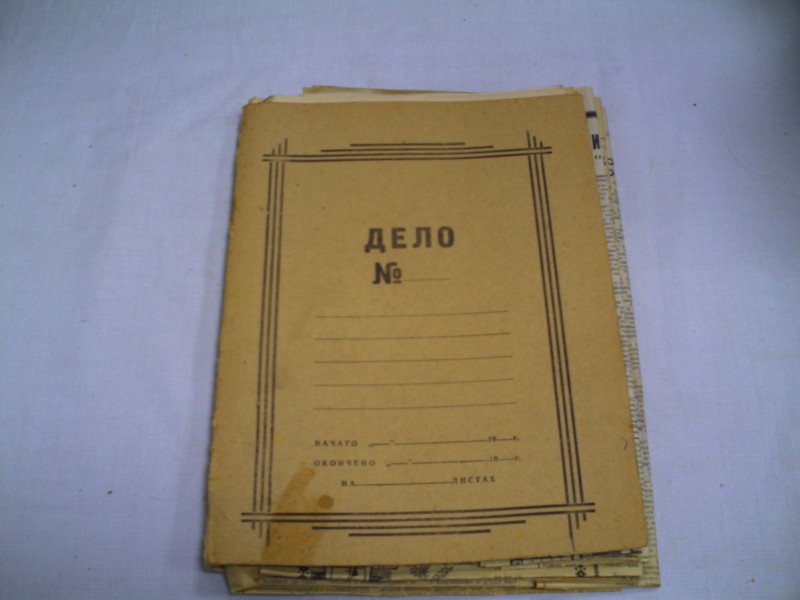 ДЕЛО
№
НАЧАТО „ " 19 г.
ОКОНЧЕНО „ " 19 г.
НА ЛИСТАХ
И